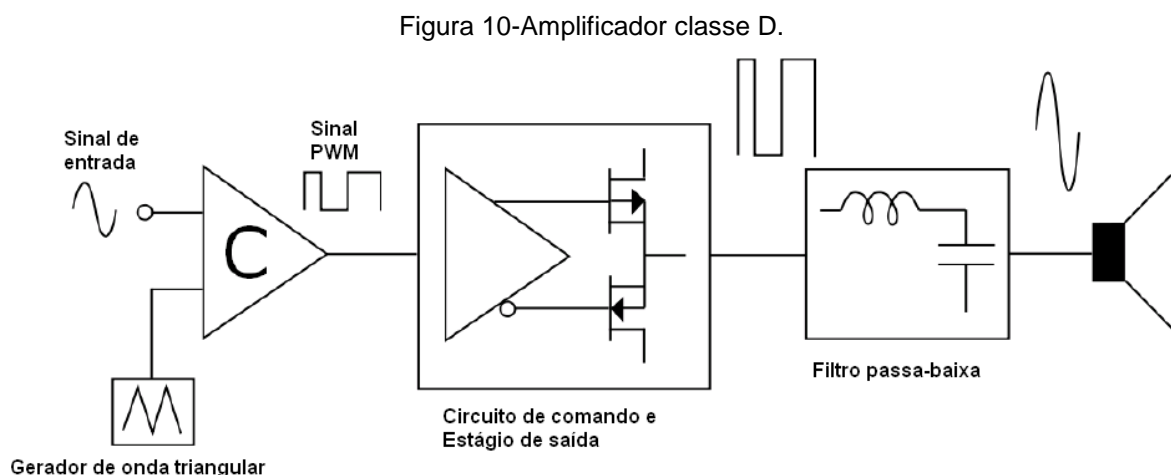 Figura 10-Amplificador classe D.
Sinal de
entrada
Sinal
PWM
C
Filtro passa-baixa
Circuito de comando e
Estágio de saída
Gerador de onda triangular